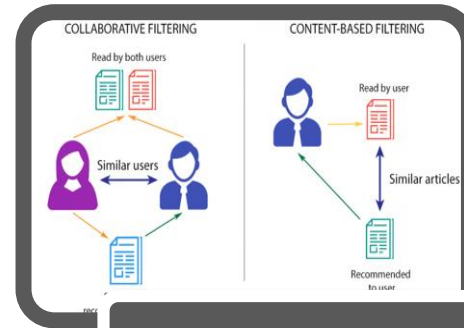 COLLABORATIVE FILTERING
Read by both users
Similar users
CONTENT-BASED FILTERING
Read by user
Similar articles
Recommended
to user